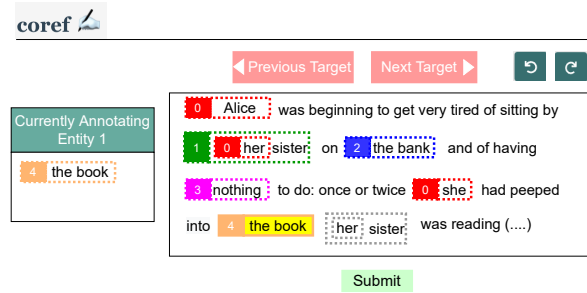 coref
Previous Target Next Target
Currently Annotating
Entity 1
4 the book
0 Alice was beginning to get very tired of sitting by
1 0 her sister on 2 the bank and of having
3 nothing to do: once or twice 0 she had peeped
into 4 the book her sister was reading (....)
Submit